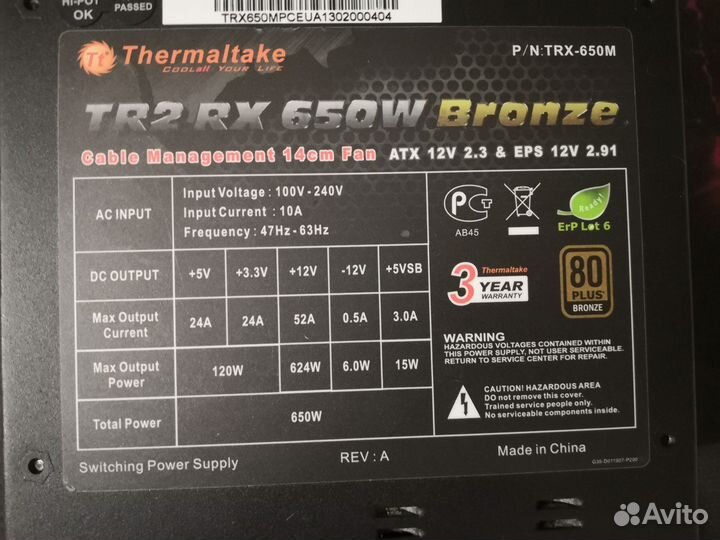 HI-POT
OK
PASSED
TRX650MPCEUA1302000404
Tt Thermaltake
COOLall YOUR LIFE
P/N:TRX-650M
TR2 RX 650W Bronze
Cable Management 14cm Fan ATX 12V 2.3 & EPS 12V 2.91
AC INPUT
Input Voltage : 100V - 240V
Input Current : 10A
Frequency : 47Hz - 63Hz
DC OUTPUT +5V +3.3V +12V -12V +5VSB
Max Output Current 24A 24A 52A 0.5A 3.0A
Max Output Power 120W 624W 6.0W 15W
Total Power 650W
Switching Power Supply
REV : A
PCT
AB45
Ready!
ErP Lot 6
Thermaltake
3 YEAR
WARRANTY
80
PLUS
BRONZE
WARNING
HAZARDOUS VOLTAGES CONTAINED WITHIN
THIS POWER SUPPLY, NOT USER SERVICEABLE.
RETURN TO SERVICE CENTER FOR REPAIR.
CAUTION! HAZARDOUS AREA
DO not remove this cover.
Trained service people only.
No serviceable components inside.
Made in China
Avito